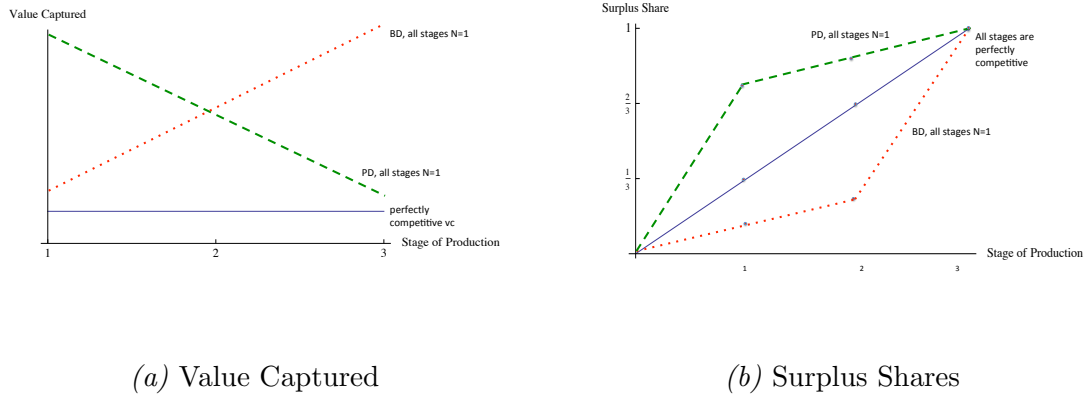 Value Captured
BD, all stages N=1
PD, all stages N=1
perfectly
competitive vc
Stage of Production
1
2
3
(a) Value Captured
Surplus Share
1
2
3
1
3
PD, all stages N=1
All stages are
perfectly
competitive
BD, all stages N=1
Stage of Production
1
2
3
(b) Surplus Shares